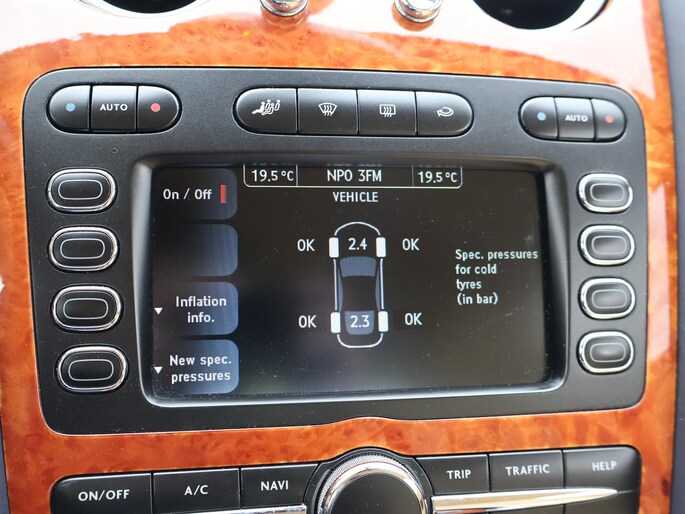 AUTO
AUTO
19.5 °C NPO 3FM 19.5 °C
VEHICLE
On / Off
OK 2.4 OK
Spec. pressures
for cold
tyres
(in bar)
Inflation
info.
OK 2.3 OK
New spec.
pressures
ON/OFF A/C NAVI TRIP TRAFFIC HELP